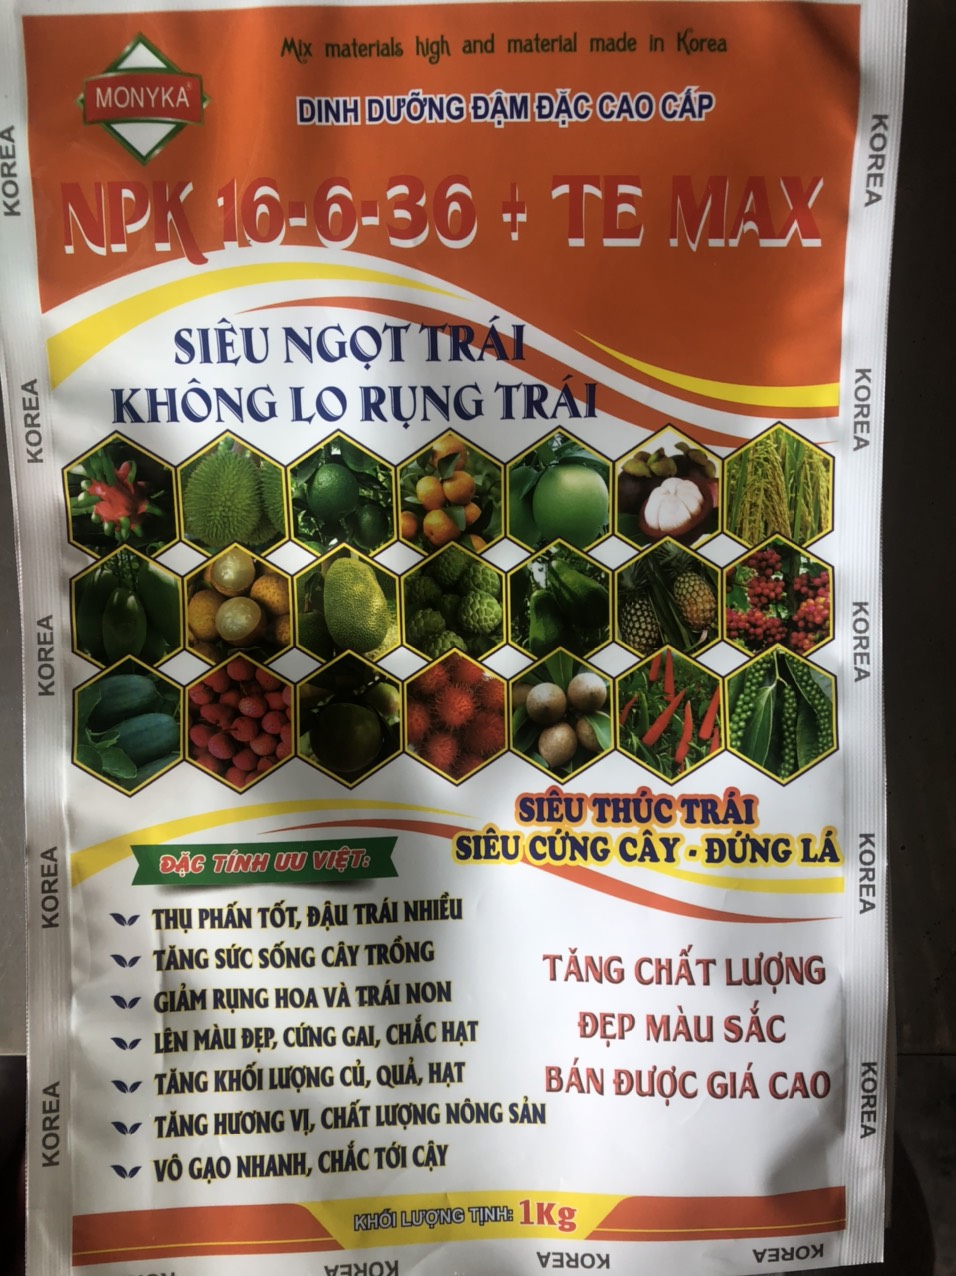 Mix materials high and material made in Korea
MONYKA®
DINH DƯỠNG ĐẬM ĐẶC CAO CẤP
NPK 16-6-36 + TE MAX
SIÊU NGỌT TRÁI
KHÔNG LO RỤNG TRÁI
SIÊU THÚC TRÁI
SIÊU CỨNG CÂY - ĐỨNG LÁ
ĐẶC TÍNH ƯU VIỆT:
THỤ PHẤN TỐT, ĐẬU TRÁI NHIỀU
TĂNG SỨC SỐNG CÂY TRỒNG
GIẢM RỤNG HOA VÀ TRÁI NON
LÊN MÀU ĐẸP, CỨNG GAI, CHẮC HẠT
TĂNG KHỐI LƯỢNG CỦ, QUẢ, HẠT
TĂNG HƯƠNG VỊ, CHẤT LƯỢNG NÔNG SẢN
VÔ GẠO NHANH, CHẮC TỚI CẬY
TĂNG CHẤT LƯỢNG
ĐẸP MÀU SẮC
BÁN ĐƯỢC GIÁ CAO
KHỐI LƯỢNG TỊNH: 1Kg
KOREA
KOREA
KOREA
KOREA
KOREA
KOREA
KOREA
KOREA
KOREA
KOREA
KOREA
KOREA
KOREA